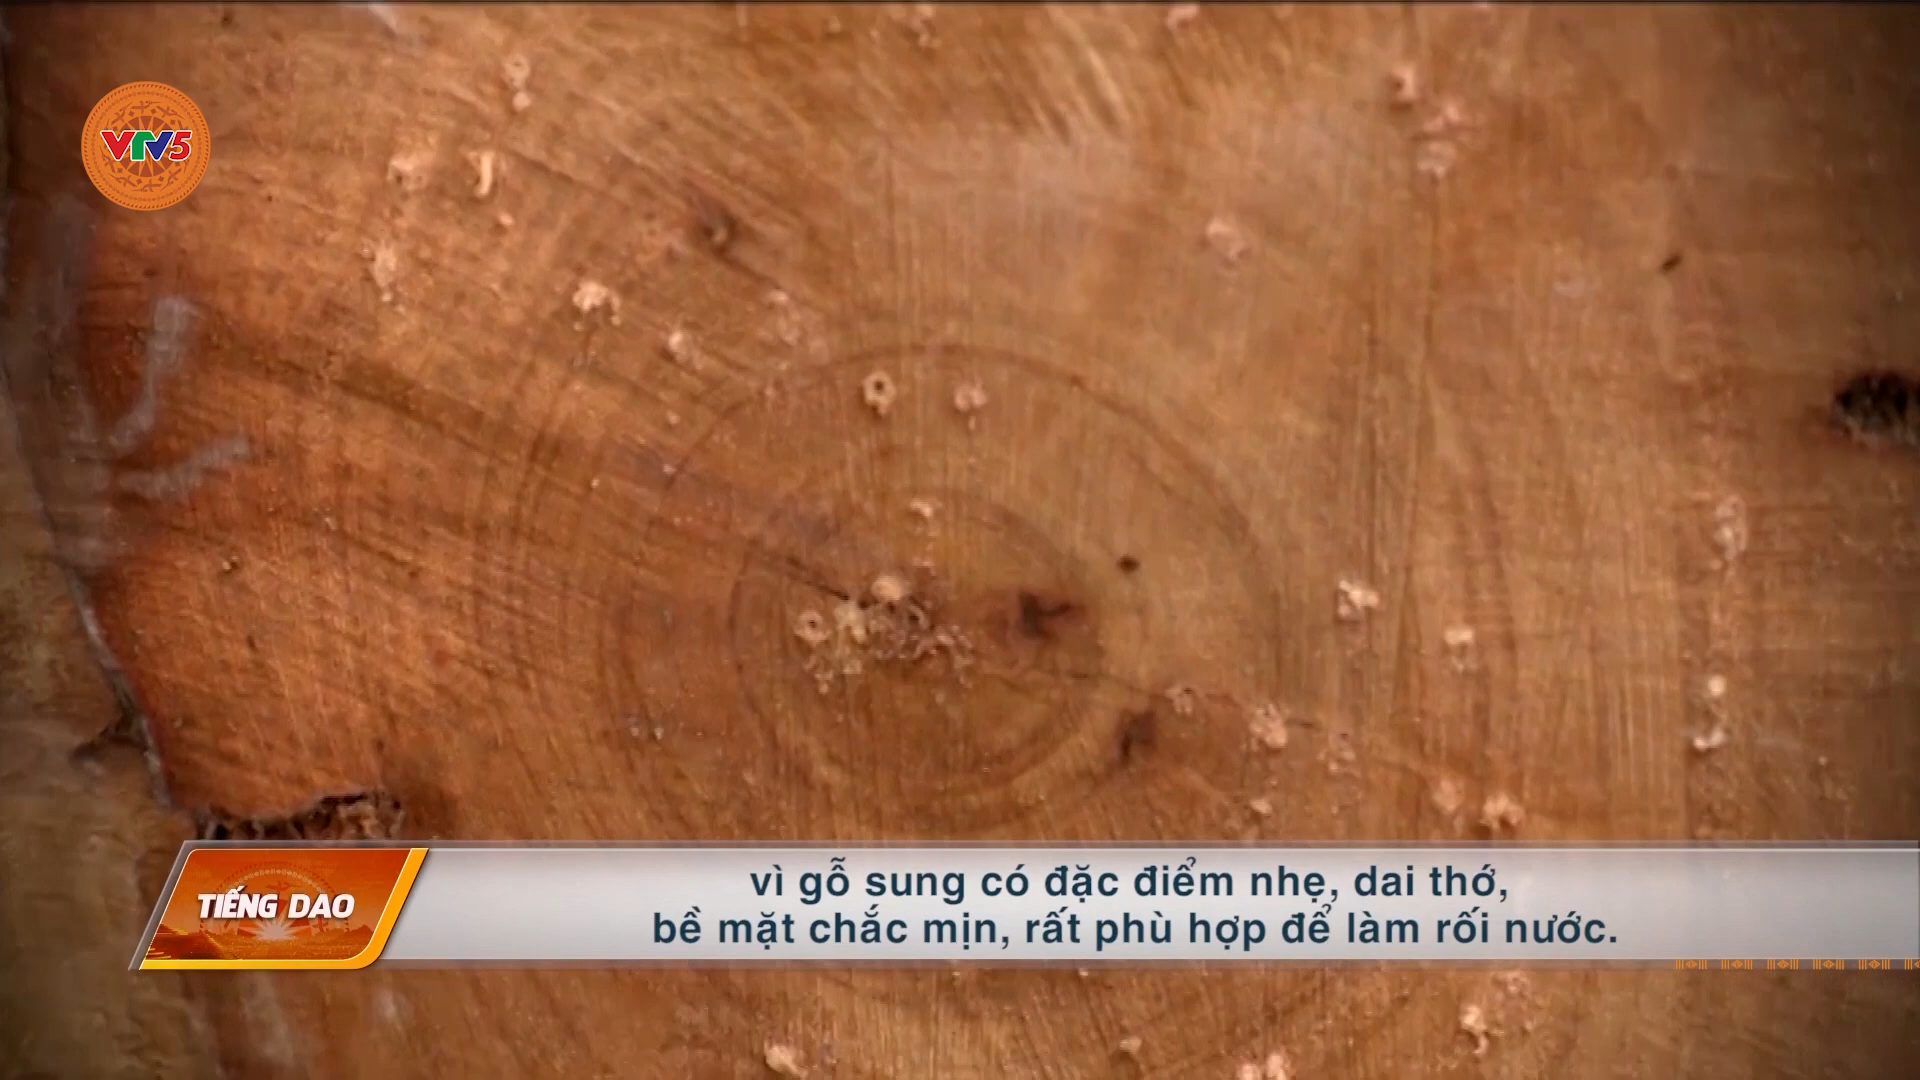 VTV5
TIẾNG DAO
vì gỗ sung có đặc điểm nhẹ, dai thớ,
bề mặt chắc mịn, rất phù hợp để làm rối nước.